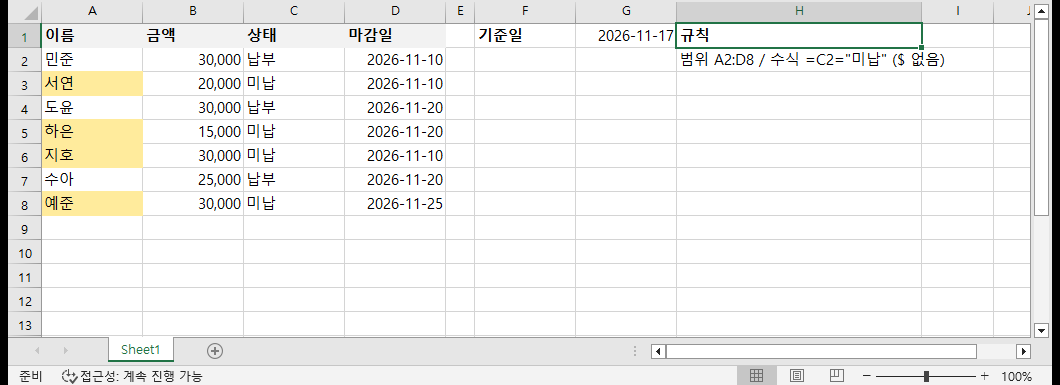 A B C D E F G H I J
1 이름 금액 상태 마감일 기준일 2026-11-17 규칙
2 민준 30,000 납부 2026-11-10 범위 A2:D8 / 수식 =C2="미납" ($ 없음)
3 서연 20,000 미납 2026-11-10
4 도윤 30,000 납부 2026-11-20
5 하은 15,000 미납 2026-11-20
6 지호 30,000 미납 2026-11-10
7 수아 25,000 납부 2026-11-20
8 예준 30,000 미납 2026-11-25
9
10
11
12
13
Sheet1
준비 접근성: 계속 진행 가능 100%